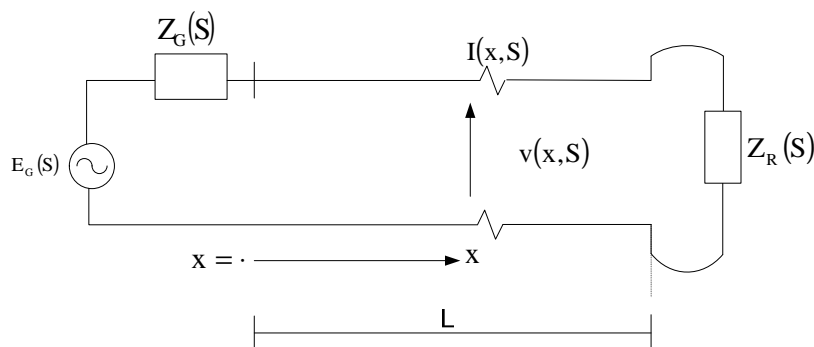 Z_G(S)
I(x,S)
E_G(S)
v(x,S)
Z_R(S)
x = · x
L